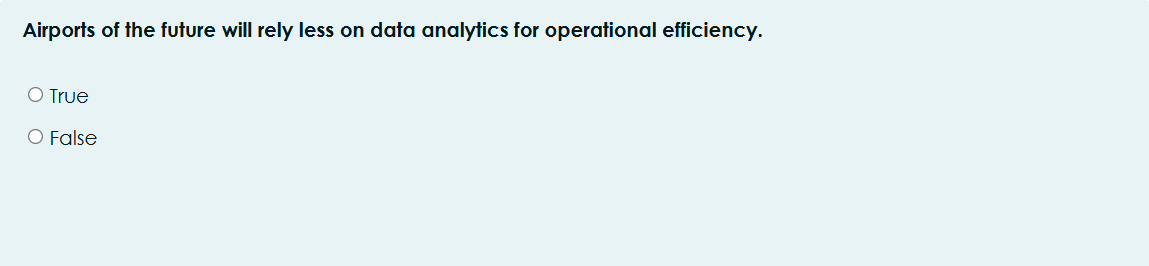 Airports of the future will rely less on data analytics for operational efficiency.
True
False